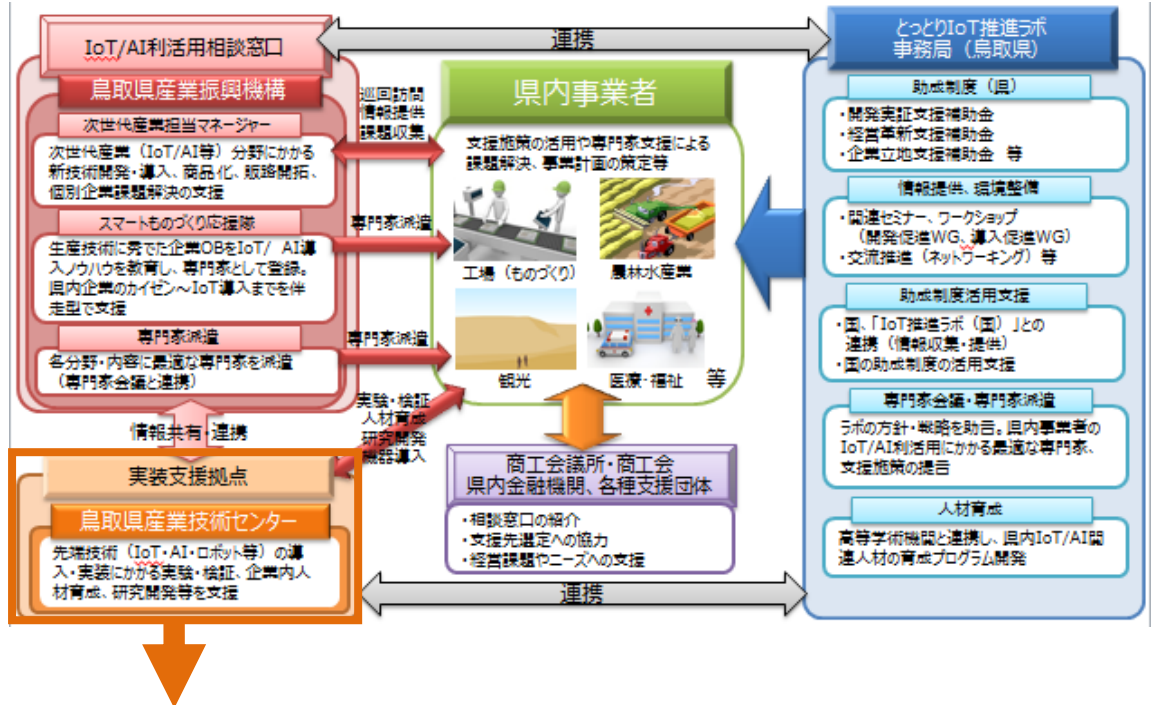 IoT/AI利活用相談窓口
鳥取県産業振興機構
次世代産業担当マネージャー
次世代産業（IoT/AI等）分野にかかる
新技術開発・導入、商品化、販路開拓、
個別企業課題解決の支援
スマートものづくり応援隊
生産技術に秀でた企業OBをIoT/ AI導
入ノウハウを教育し、専門家として登録。
県内企業のカイゼン～IoT導入までを伴
走型で支援
専門家派遣
各分野・内容に最適な専門家を派遣
（専門家会議と連携）
情報共有・連携
実装支援拠点
鳥取県産業技術センター
先端技術（IoT・AI・ロボット等）の導
入・実装にかかる実験・検証、企業内人
材育成、研究開発等を支援
連携
巡回訪問
情報提供
課題収集
専門家派遣
専門家派遣
実験・検証
人材育成
研究開発
機器導入
県内事業者
支援施策の活用や専門家支援による
課題解決、事業計画の策定等
工場（ものづくり）
農林水産業
観光
医療・福祉 等
商工会議所・商工会
県内金融機関、各種支援団体
・相談窓口の紹介
・支援先選定への協力
・経営課題やニーズへの支援
連携
とっとりIoT推進ラボ
事務局（鳥取県）
助成制度（県）
・開発実証支援補助金
・経営革新支援補助金
・企業立地支援補助金 等
情報提供、環境整備
・関連セミナー、ワークショップ
（開発促進WG、導入促進WG）
・交流推進（ネットワーキング）等
助成制度活用支援
・国、「IoT推進ラボ（国）」との
連携（情報収集・提供）
・国の助成制度の活用支援
専門家会議・専門家派遣
ラボの方針・戦略を助言。県内事業者の
IoT/AI利活用にかかる最適な専門家、
支援施策の提言
人材育成
高等学術機関と連携し、県内IoT/AI関
連人材の育成プログラム開発